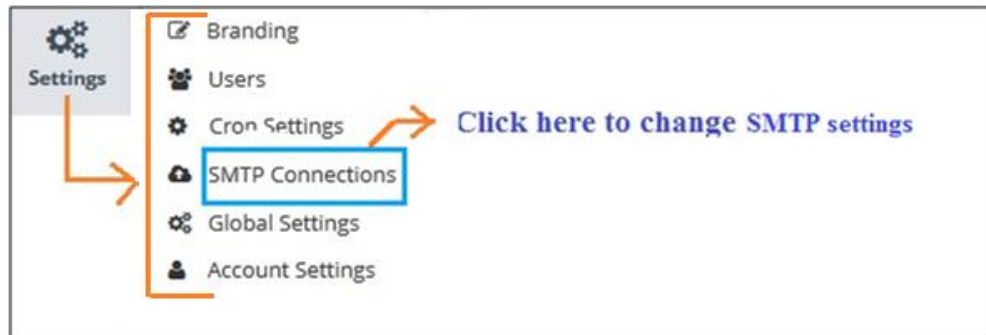 Branding
Settings
Users
Cron Settings
Click here to change SMTP settings
SMTP Connections
Global Settings
Account Settings